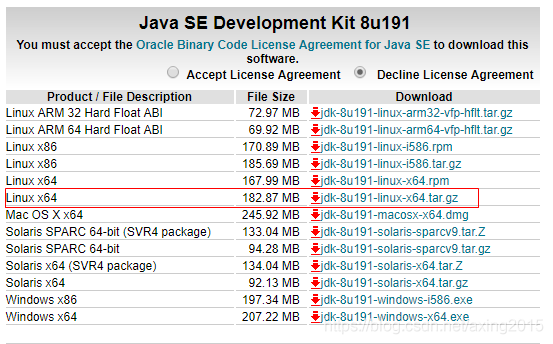 Java SE Development Kit 8u191
You must accept the Oracle Binary Code License Agreement for Java SE to download this
software.
Accept License Agreement Decline License Agreement
Product / File Description File Size Download
Linux ARM 32 Hard Float ABI 72.97 MB jdk-8u191-linux-arm32-vfp-hflt.tar.gz
Linux ARM 64 Hard Float ABI 69.92 MB jdk-8u191-linux-arm64-vfp-hflt.tar.gz
Linux x86 170.89 MB jdk-8u191-linux-i586.rpm
Linux x86 185.69 MB jdk-8u191-linux-i586.tar.gz
Linux x64 167.99 MB jdk-8u191-linux-x64.rpm
Linux x64 182.87 MB jdk-8u191-linux-x64.tar.gz
Mac OS X x64 245.92 MB jdk-8u191-macosx-x64.dmg
Solaris SPARC 64-bit (SVR4 package) 133.04 MB jdk-8u191-solaris-sparcv9.tar.Z
Solaris SPARC 64-bit 94.28 MB jdk-8u191-solaris-sparcv9.tar.gz
Solaris x64 (SVR4 package) 134.04 MB jdk-8u191-solaris-x64.tar.Z
Solaris x64 92.13 MB jdk-8u191-solaris-x64.tar.gz
Windows x86 197.34 MB jdk-8u191-windows-i586.exe
Windows x64 207.22 MB jdk-8u191-windows-x64.exe
https://blog.csdn.net/axing2015